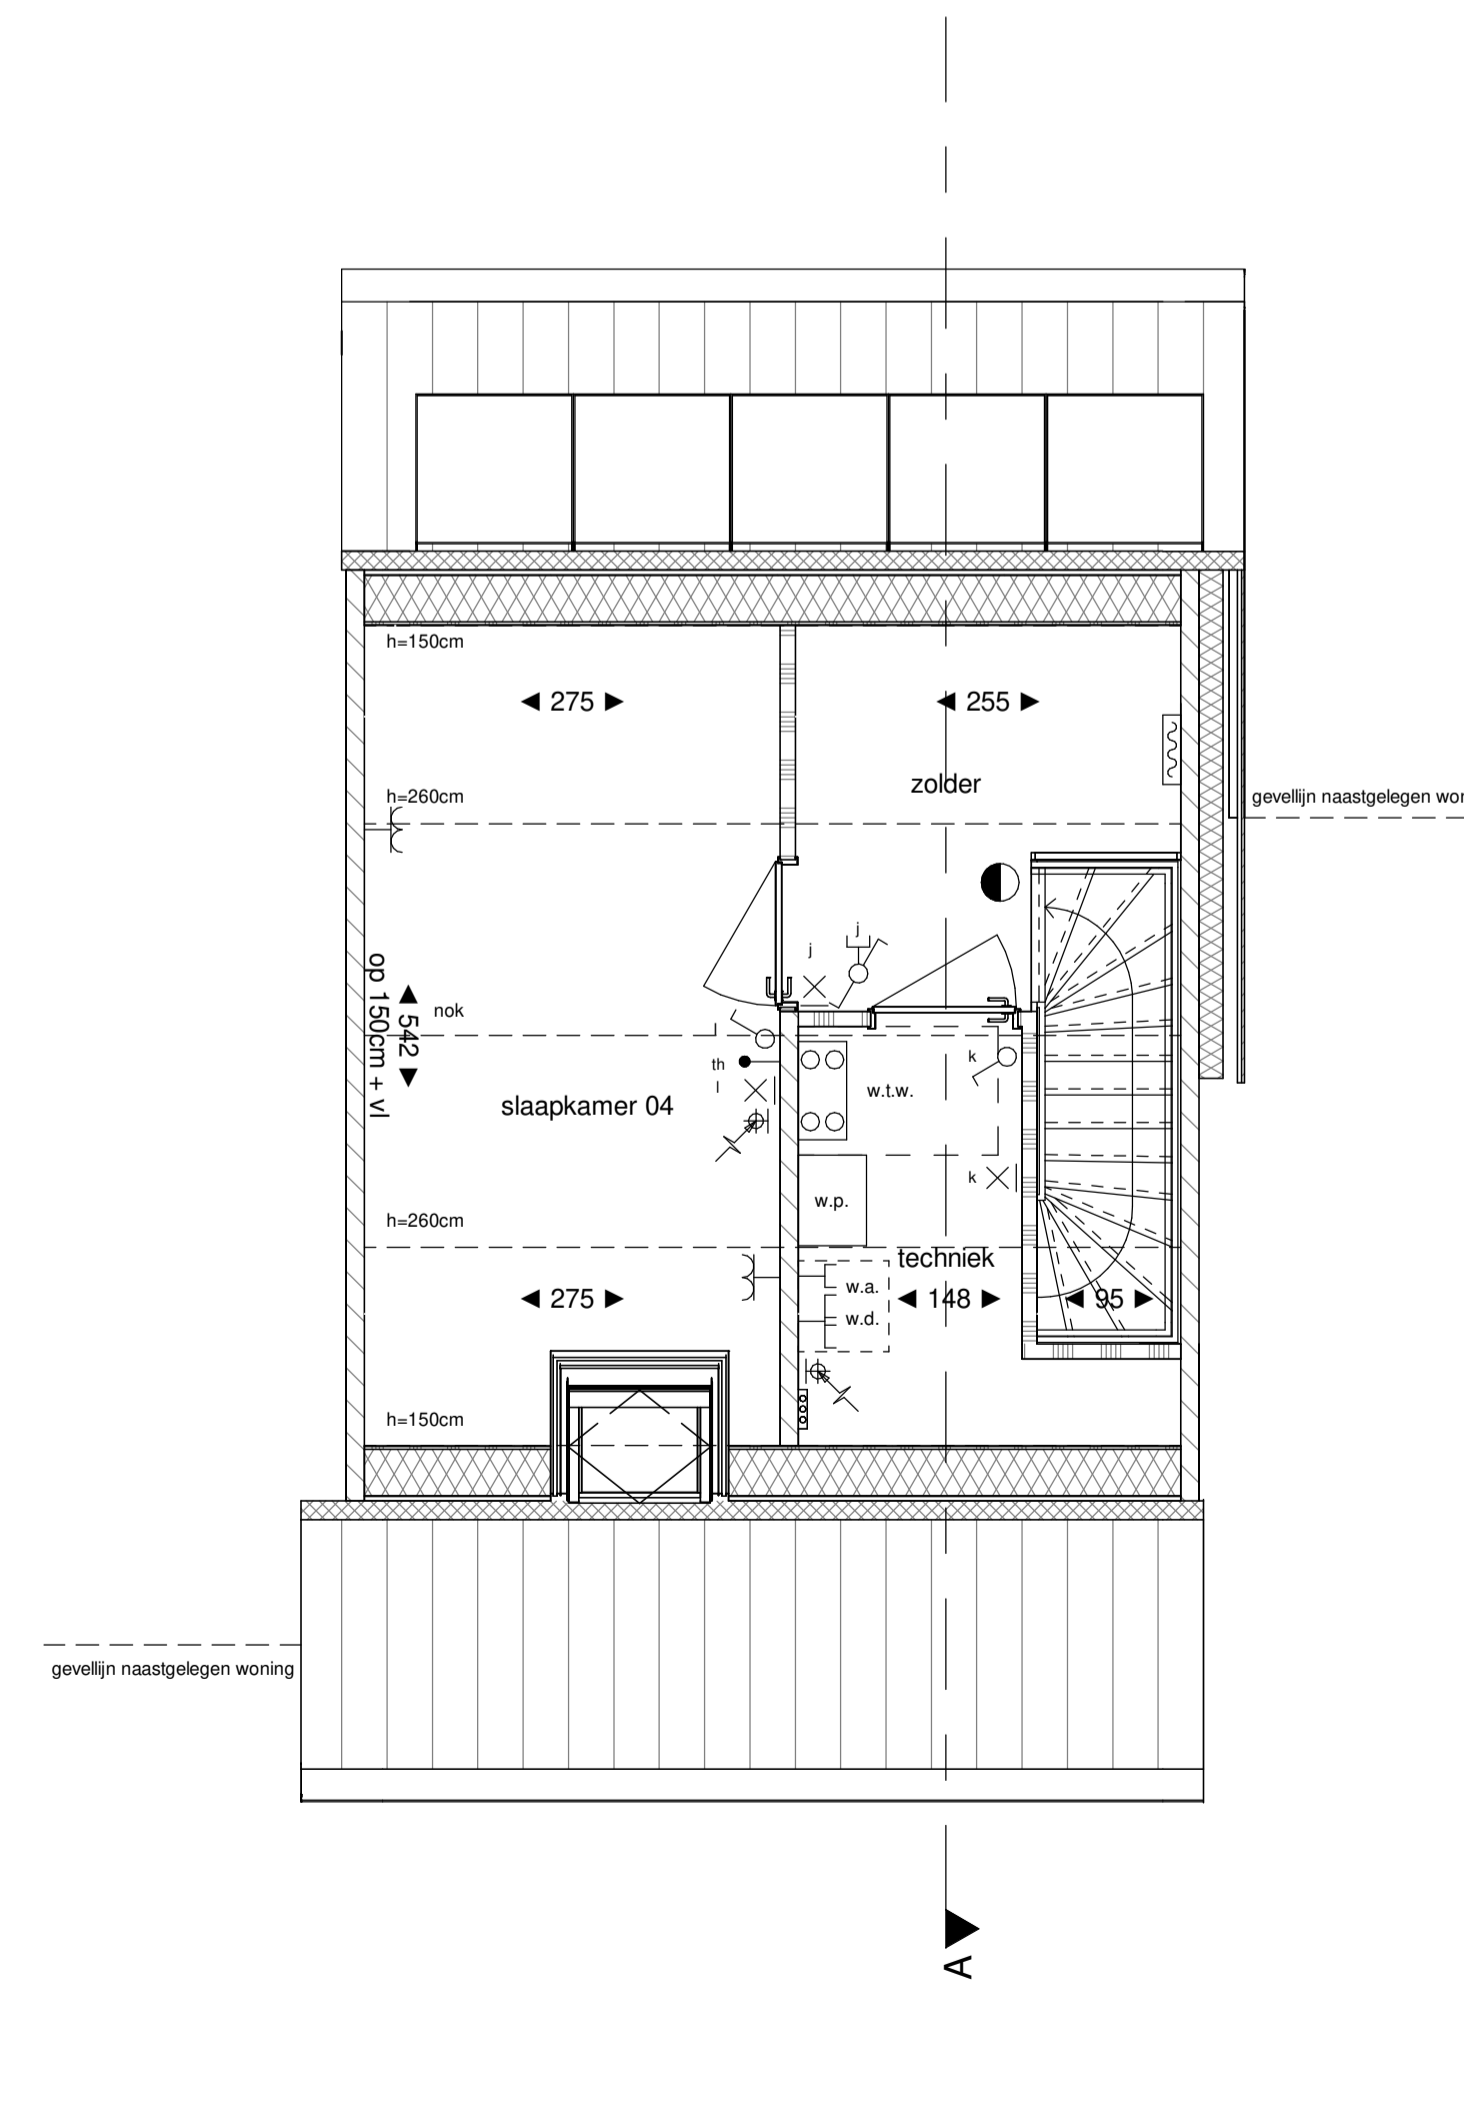 h=150cm
◄ 275 ►
◄ 255 ►
zolder
h=260cm
gevellijn naastgelegen
j
j
nok
◄ 542 ►
op 150cm + vl
th
l
k
w.t.w.
slaapkamer 04
k
w.p.
h=260cm
techniek
w.a.
◄ 275 ►
◄ 148 ►
◄ 95 ►
w.d.
h=150cm
gevellijn naastgelegen woning
A